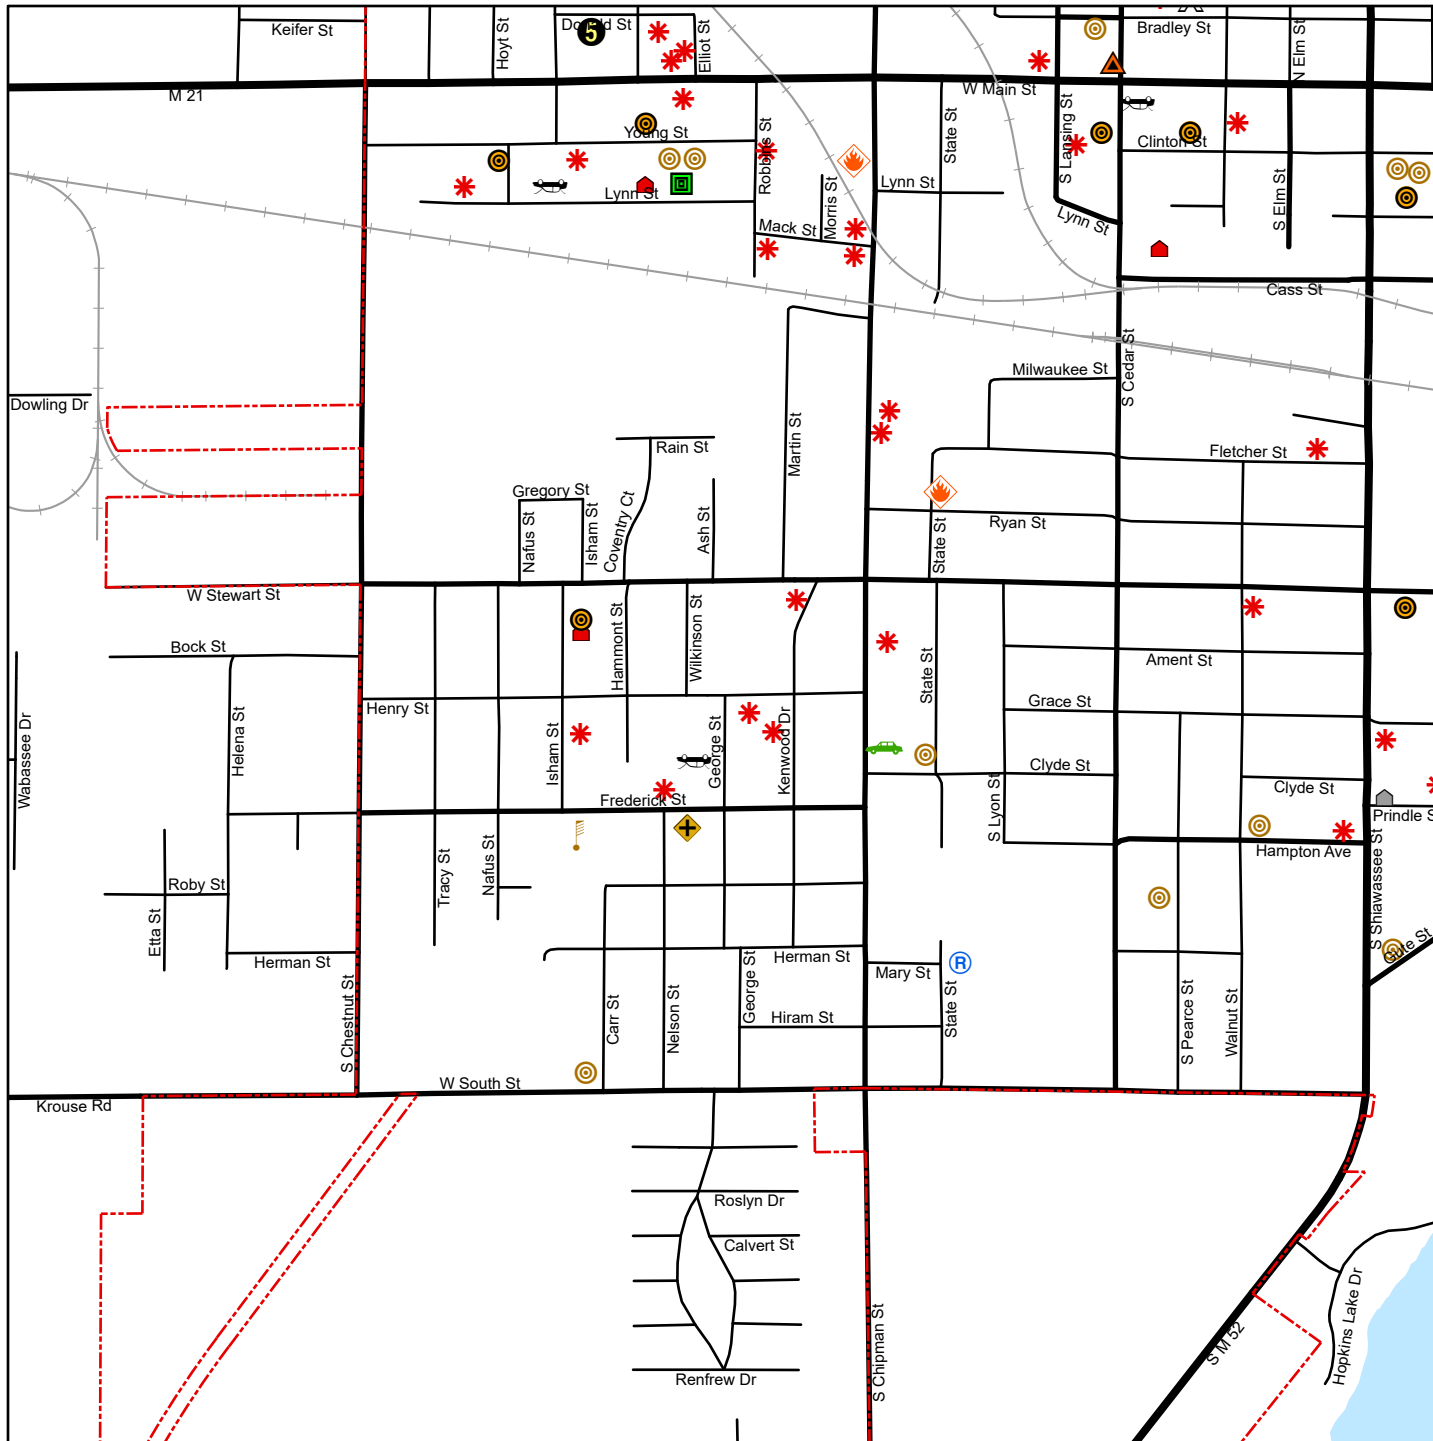 Keifer St
Hoyt St
Donald St
5
Elliot St
Bradley St
N Elm St
M 21
W Main St
Young St
Robbins St
State St
S Lansing St
Clinton St
Lynn St
Morris St
Lynn St
Lynn St
S Elm St
Mack St
Cass St
S Cedar St
Milwaukee St
Dowling Dr
Martin St
Rain St
Fletcher St
Gregory St
Nafus St
Isham St
Coventry Ct
Ash St
State St
Ryan St
W Stewart St
Bock St
Hammont St
Wilkinson St
State St
Ament St
Grace St
Henry St
Helena St
Wabassee Dr
Isham St
George St
Kenwood Dr
Clyde St
Clyde St
Frederick St
S Lyon St
Prindle S
Hampton Ave
Tracy St
Nafus St
Roby St
Etta St
S Shiawassee St
Gute St
Herman St
Herman St
Mary St
R
S Chestnut St
Carr St
Nelson St
George St
Hiram St
State St
S Pearce St
Walnut St
W South St
Krouse Rd
Roslyn Dr
Calvert St
Renfrew Dr
S Chipman St
S M 52
Hopkins Lake Dr